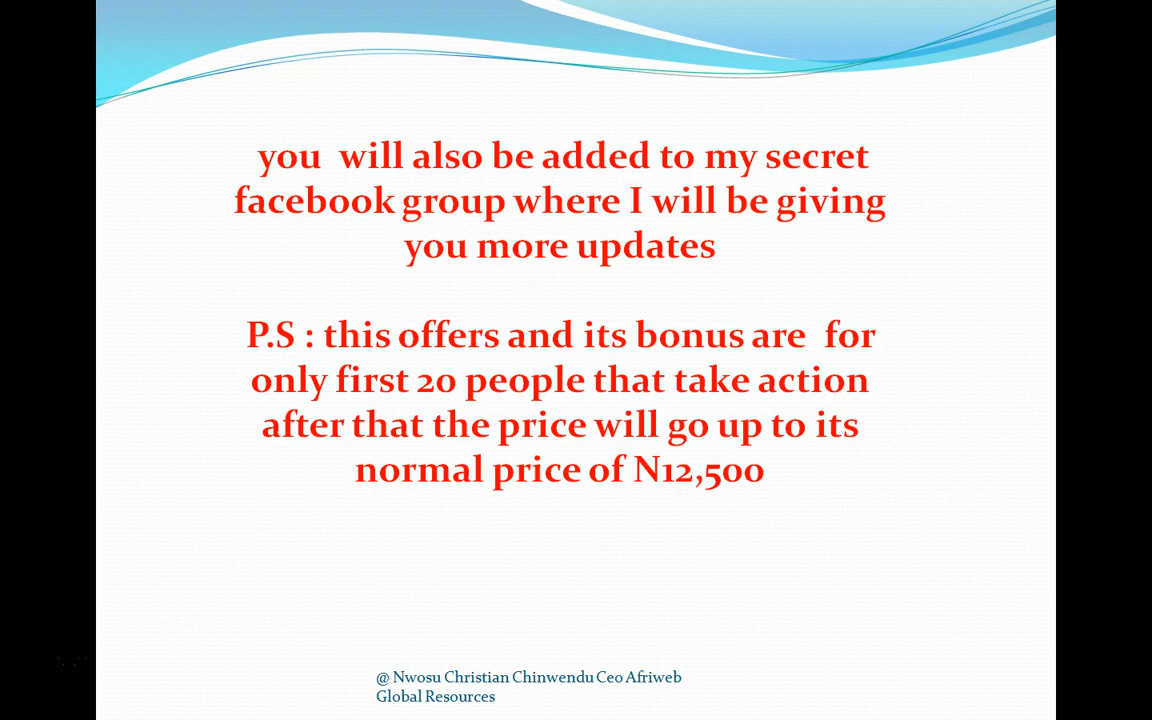 you will also be added to my secret
facebook group where I will be giving
you more updates
P.S : this offers and its bonus are for
only first 20 people that take action
after that the price will go up to its
normal price of N12,500
@ Nwosu Christian Chinwendu Ceo Afriweb
Global Resources